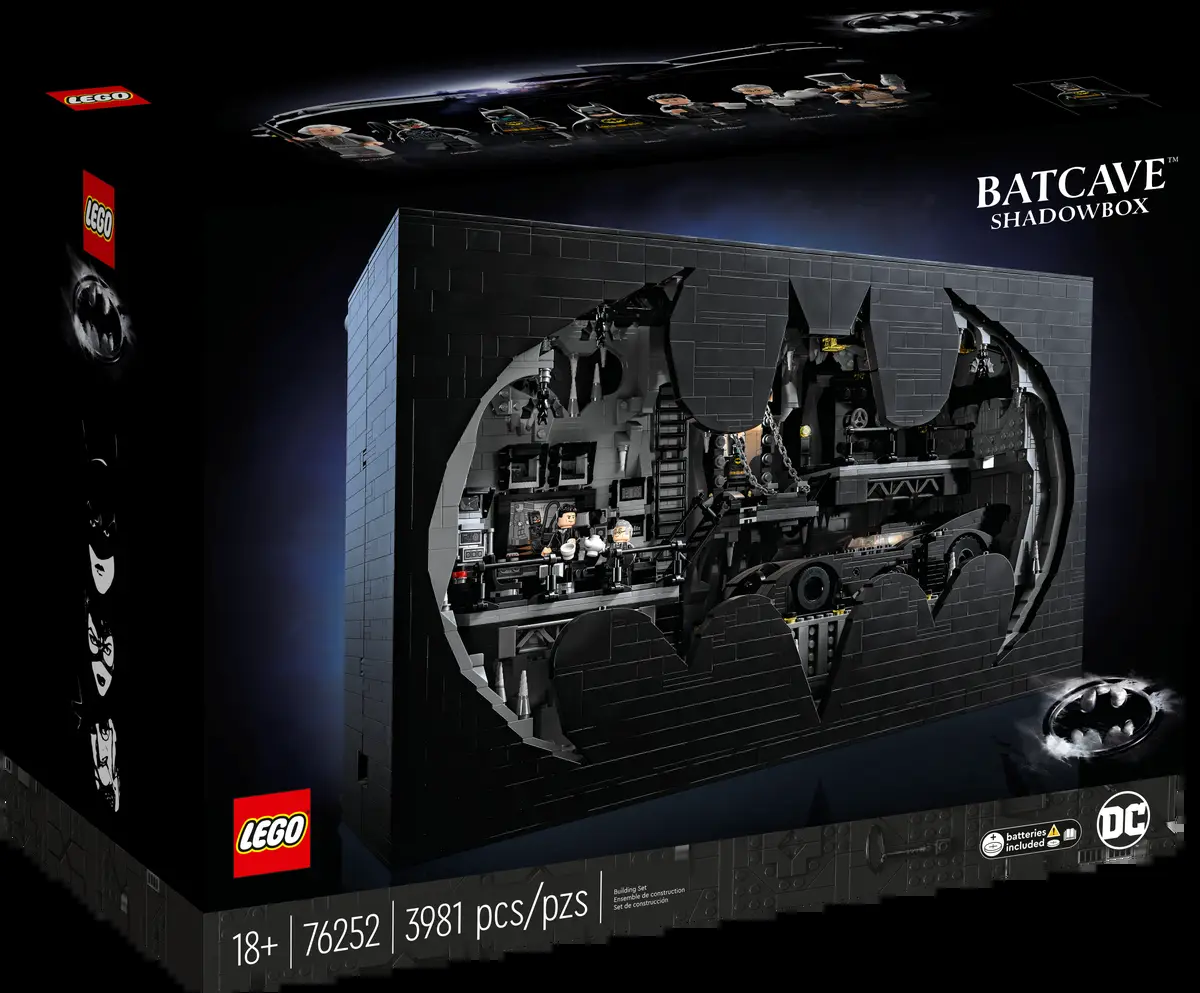 LEGO
LEGO
BATCAVE™
SHADOWBOX
batteries
included
DC
LEGO
18+ | 76252 | 3981 pcs/pzs
Building Set
Ensemble de construction
Set de construcción